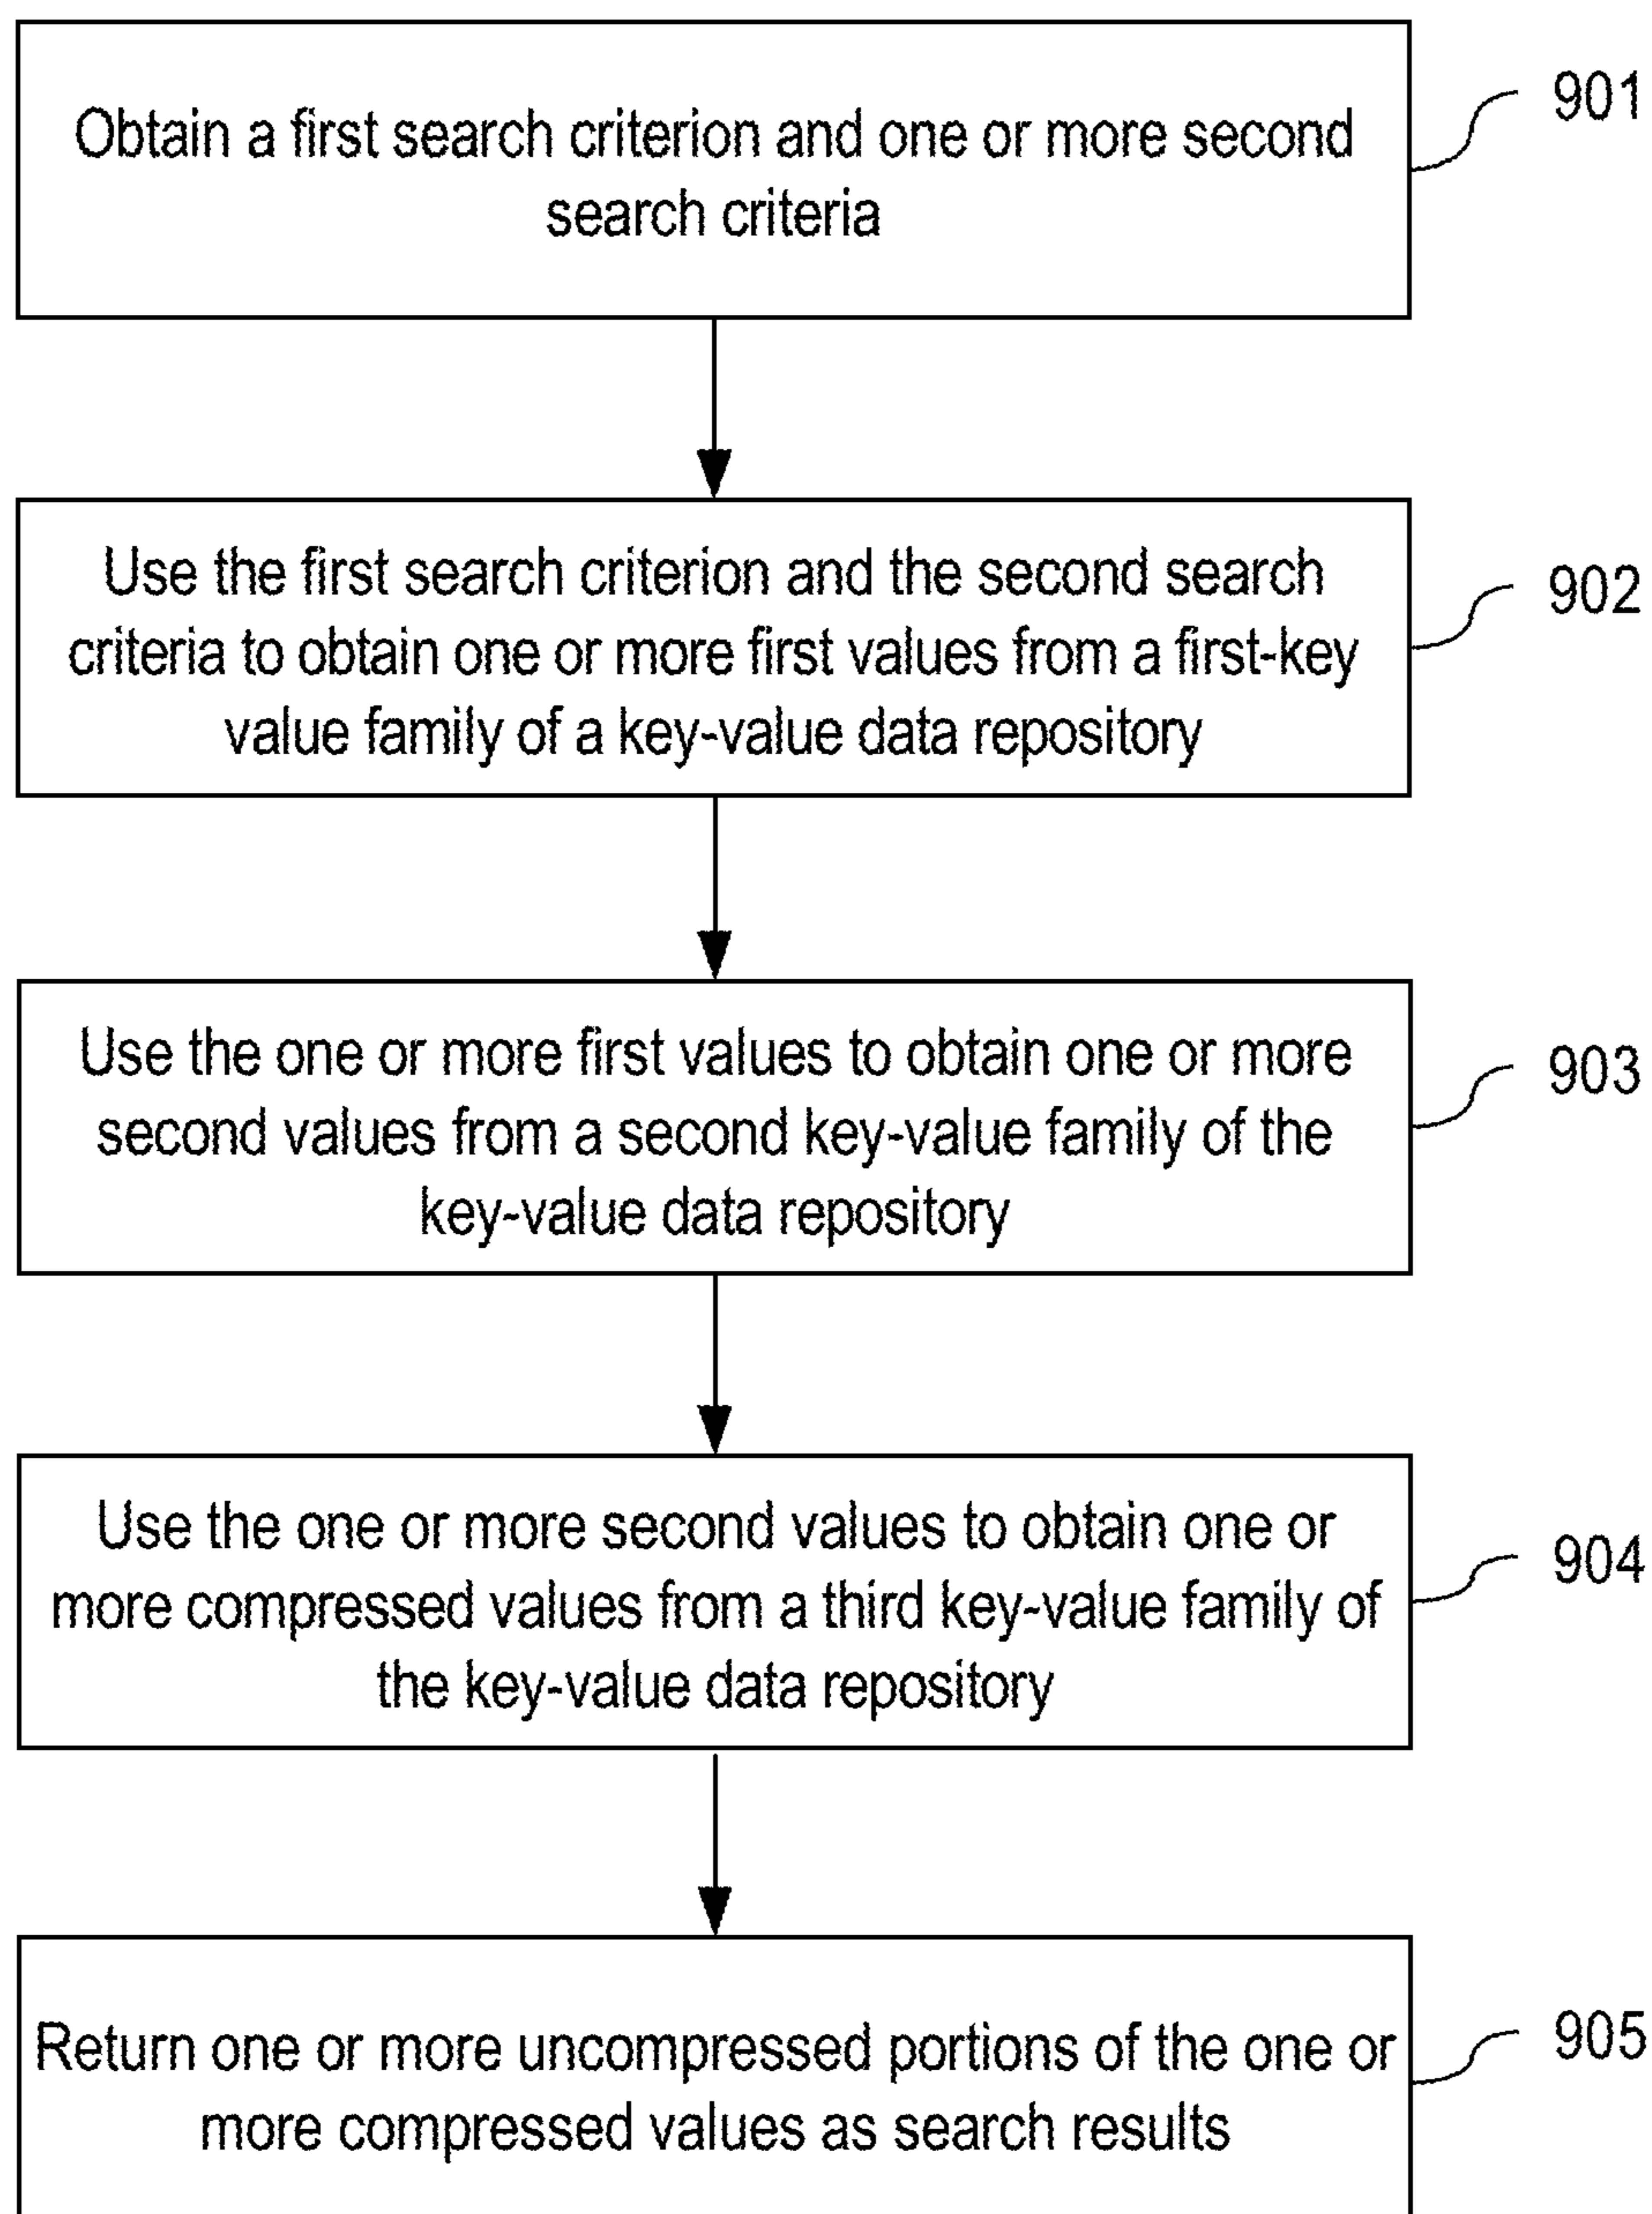 Obtain a first search criterion and one or more second
search criteria
901
Use the first search criterion and the second search
criteria to obtain one or more first values from a first-key
value family of a key-value data repository
902
Use the one or more first values to obtain one or more
second values from a second key-value family of the
key-value data repository
903
Use the one or more second values to obtain one or
more compressed values from a third key-value family of
the key-value data repository
904
Return one or more uncompressed portions of the one or
more compressed values as search results
905